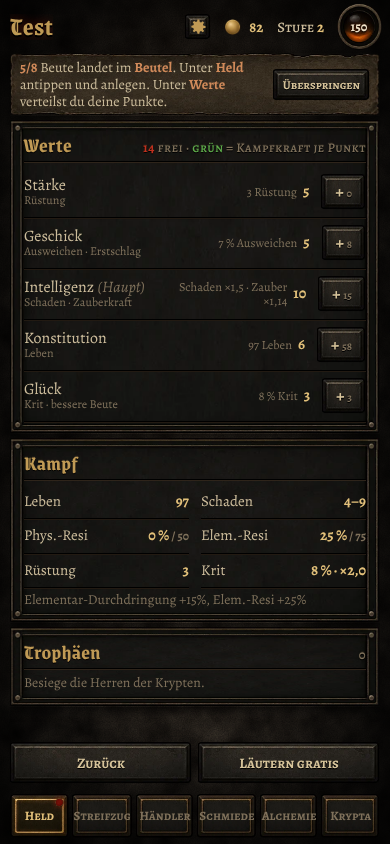 Test
82 Stufe 2 150
5/8 Beute landet im Beutel. Unter Held
antippen und anlegen. Unter Werte
verteilst du deine Punkte.
Überspringen
Werte 14 frei · grün = Kampfkraft je Punkt
Stärke 3 Rüstung 5 + 0
Rüstung
Geschick 7 % Ausweichen 5 + 8
Ausweichen · Erstschlag
Intelligenz (Haupt) Schaden ×1,5 · Zauber
×1,14 10 + 15
Schaden · Zauberkraft
Konstitution 97 Leben 6 + 58
Leben
Glück 8 % Krit 3 + 3
Krit · bessere Beute
Kampf
Leben 97 Schaden 4–9
Phys.-Resi 0 % / 50 Elem.-Resi 25 % / 75
Rüstung 3 Krit 8 % · ×2,0
Elementar-Durchdringung +15%, Elem.-Resi +25%
Trophäen 0
Besiege die Herren der Krypten.
Zurück Läutern gratis
Held Streifzug Händler Schmiede Alchemie Krypta